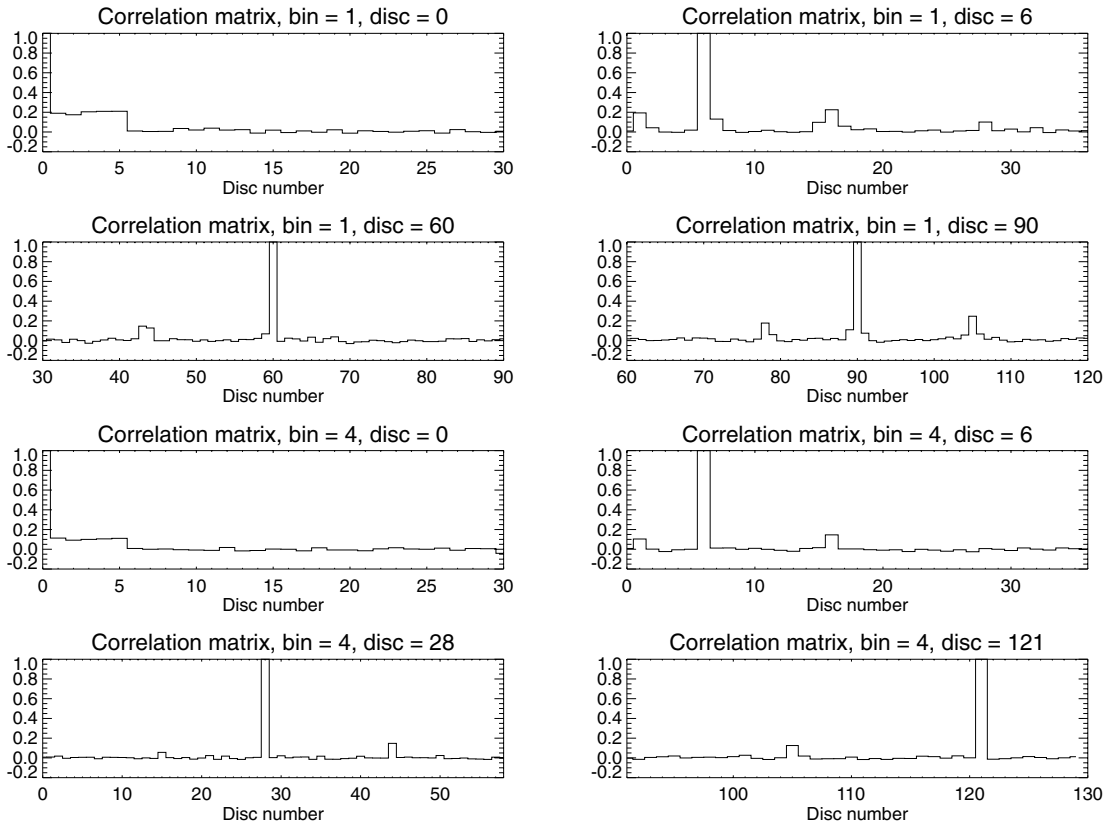 Correlation matrix, bin = 1, disc = 0
1.0
0.8
0.6
0.4
0.2
0.0
-0.2
0 5 10 15 20 25 30
Disc number
Correlation matrix, bin = 1, disc = 6
1.0
0.8
0.6
0.4
0.2
0.0
-0.2
0 10 20 30
Disc number
Correlation matrix, bin = 1, disc = 60
1.0
0.8
0.6
0.4
0.2
0.0
-0.2
30 40 50 60 70 80 90
Disc number
Correlation matrix, bin = 1, disc = 90
1.0
0.8
0.6
0.4
0.2
0.0
-0.2
60 70 80 90 100 110 120
Disc number
Correlation matrix, bin = 4, disc = 0
1.0
0.8
0.6
0.4
0.2
0.0
-0.2
0 5 10 15 20 25 30
Disc number
Correlation matrix, bin = 4, disc = 6
1.0
0.8
0.6
0.4
0.2
0.0
-0.2
0 10 20 30
Disc number
Correlation matrix, bin = 4, disc = 28
1.0
0.8
0.6
0.4
0.2
0.0
-0.2
0 10 20 30 40 50
Disc number
Correlation matrix, bin = 4, disc = 121
1.0
0.8
0.6
0.4
0.2
0.0
-0.2
100 110 120 130
Disc number